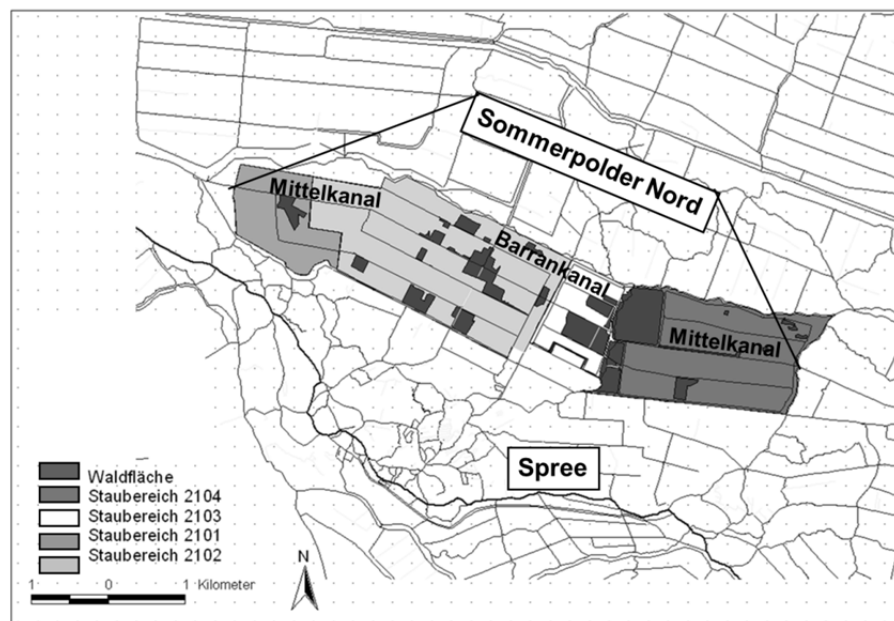 Sommerpolder Nord
Mittelkanal
Barrankanal
Mittelkanal
Spree
Waldfläche
Staubereich 2104
Staubereich 2103
Staubereich 2101
Staubereich 2102
N
1 0 1 Kilometer